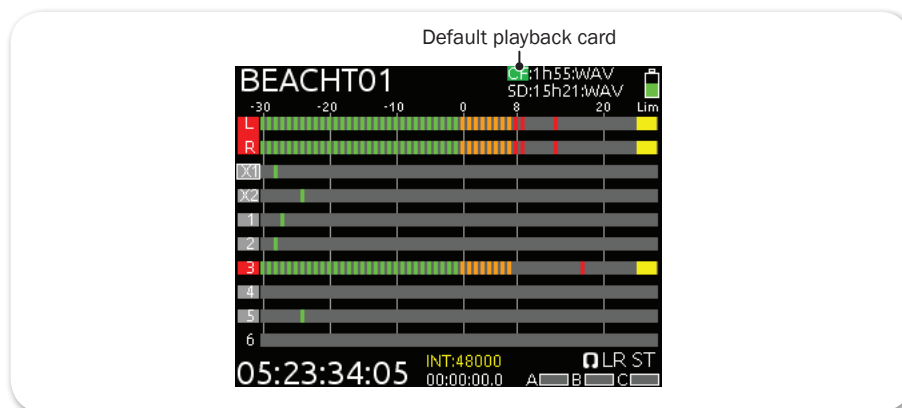 Default playback card
BEACHT01
CF:1h55:WAV
SD:15h21:WAV
-30 -20 -10 0 8 20 Lim
L
R
X1
X2
1
2
3
4
5
6
05:23:34:05
INT:48000
00:00:00.0
LR ST
A B C